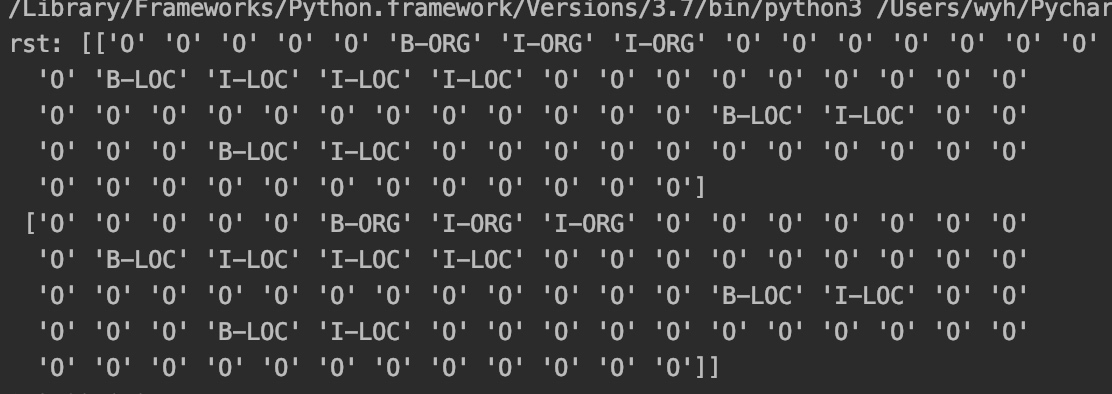 /Library/Frameworks/Python.framework/Versions/3.7/bin/python3 /Users/wyh/Pychar
rst: [['O' 'O' 'O' 'O' 'O' 'B-ORG' 'I-ORG' 'I-ORG' 'O' 'O' 'O' 'O' 'O' 'O' 'O'
'O' 'B-LOC' 'I-LOC' 'I-LOC' 'I-LOC' 'O' 'O' 'O' 'O' 'O' 'O' 'O' 'O' 'O'
'O' 'O' 'O' 'O' 'O' 'O' 'O' 'O' 'O' 'O' 'O' 'O' 'B-LOC' 'I-LOC' 'O' 'O'
'O' 'O' 'O' 'B-LOC' 'I-LOC' 'O' 'O' 'O' 'O' 'O' 'O' 'O' 'O' 'O' 'O' 'O'
'O' 'O' 'O' 'O' 'O' 'O' 'O' 'O' 'O' 'O' 'O' 'O']
['O' 'O' 'O' 'O' 'O' 'B-ORG' 'I-ORG' 'I-ORG' 'O' 'O' 'O' 'O' 'O' 'O' 'O'
'O' 'B-LOC' 'I-LOC' 'I-LOC' 'I-LOC' 'O' 'O' 'O' 'O' 'O' 'O' 'O' 'O' 'O'
'O' 'O' 'O' 'O' 'O' 'O' 'O' 'O' 'O' 'O' 'O' 'O' 'B-LOC' 'I-LOC' 'O' 'O'
'O' 'O' 'O' 'B-LOC' 'I-LOC' 'O' 'O' 'O' 'O' 'O' 'O' 'O' 'O' 'O' 'O' 'O'
'O' 'O' 'O' 'O' 'O' 'O' 'O' 'O' 'O' 'O' 'O' 'O']]